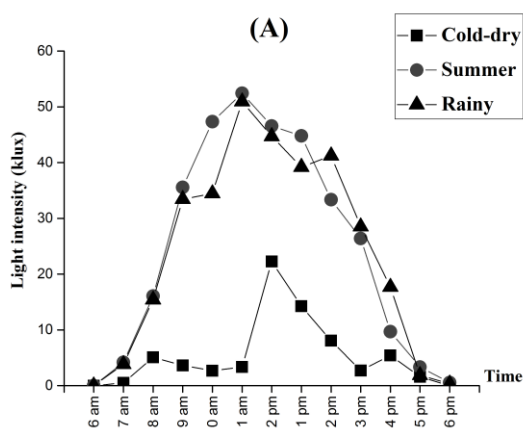 (A)
Cold-dry
Summer
Rainy
Light intensity (klux)
60
50
40
30
20
10
0
Time
6 am
7 am
8 am
9 am
0 am
1 am
2 pm
1 pm
2 pm
3 pm
4 pm
5 pm
6 pm